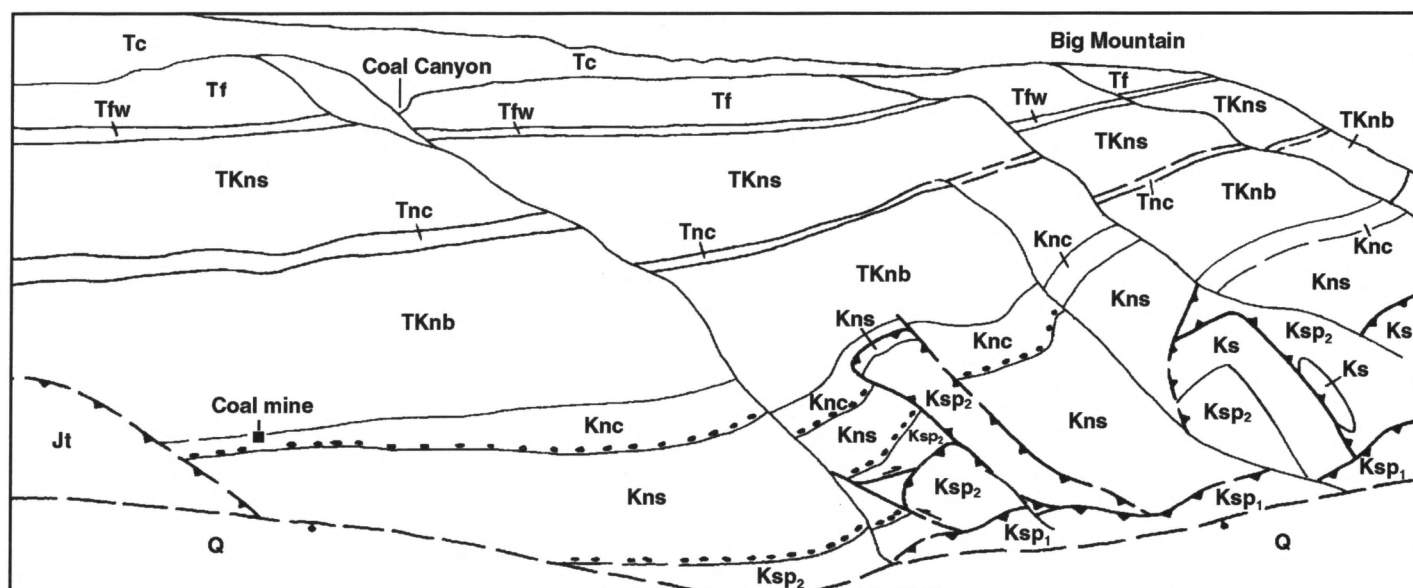 Tc
Big Mountain
Tc
Coal Canyon
Tf
Tf
Tf
Tfw
Tfw
Tfw
TKns
TKnb
TKns
TKns
TKns
TKnb
Tnc
Tnc
Tnc
Knc
Knc
TKnb
Kns
Kns
TKnb
Kns
Knc
Ksp2
Ks
Ks
Ks
Coal mine
Ksp2
Knc
Knc
Kns
Ksp2
Jt
Kns
Ksp2
Kns
Ksp2
Ksp1
Ksp1
Ksp1
Q
Q
Ksp2